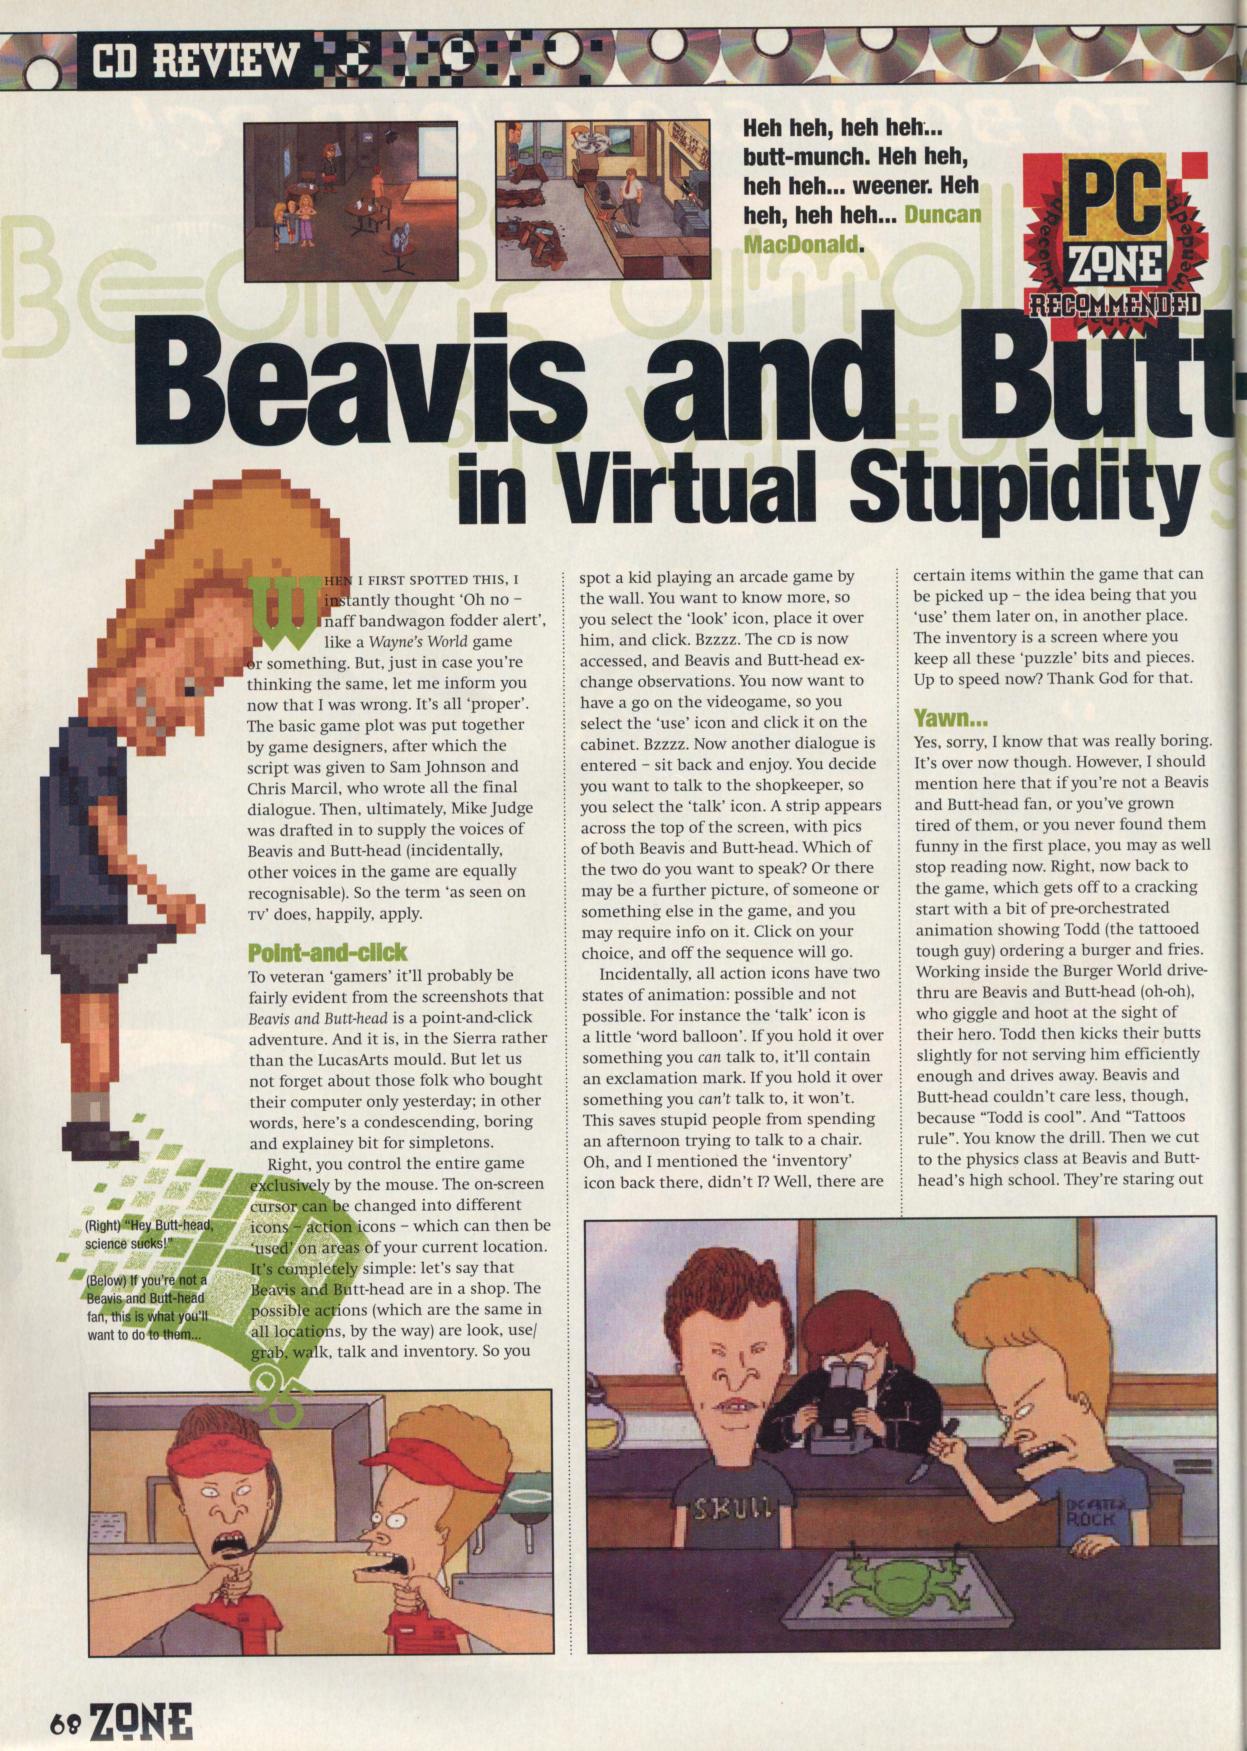 CD REVIEW
Heh heh, heh heh...
butt-munch. Heh heh,
heh heh... weener. Heh
heh, heh heh... Duncan
MacDonald.
PC
ZONE
RECOMMENDED
Beavis and Butt-
in Virtual Stupidity
WHEN I FIRST SPOTTED THIS, I
instantly thought ‘Oh no –
naff bandwagon fodder alert’,
like a Wayne's World game
or something. But, just in case you're
thinking the same, let me inform you
now that I was wrong. It's all ‘proper’.
The basic game plot was put together
by game designers, after which the
script was given to Sam Johnson and
Chris Marcil, who wrote all the final
dialogue. Then, ultimately, Mike Judge
was drafted in to supply the voices of
Beavis and Butt-head (incidentally,
other voices in the game are equally
recognisable). So the term ‘as seen on
TV’ does, happily, apply.
Point-and-click
To veteran ‘gamers’ it'll probably be
fairly evident from the screenshots that
Beavis and Butt-head is a point-and-click
adventure. And it is, in the Sierra rather
than the LucasArts mould. But let us
not forget about those folk who bought
their computer only yesterday; in other
words, here's a condescending, boring
and explainey bit for simpletons.
Right, you control the entire game
exclusively by the mouse. The on-screen
cursor can be changed into different
icons – action icons – which can then be
‘used’ on areas of your current location.
It's completely simple: let's say that
Beavis and Butt-head are in a shop. The
possible actions (which are the same in
all locations, by the way) are look, use/
grab, walk, talk and inventory. So you
spot a kid playing an arcade game by
the wall. You want to know more, so
you select the ‘look’ icon, place it over
him, and click. Bzzzz. The CD is now
accessed, and Beavis and Butt-head ex-
change observations. You now want to
have a go on the videogame, so you
select the ‘use’ icon and click it on the
cabinet. Bzzzz. Now another dialogue is
entered – sit back and enjoy. You decide
you want to talk to the shopkeeper, so
you select the ‘talk’ icon. A strip appears
across the top of the screen, with pics
of both Beavis and Butt-head. Which of
the two do you want to speak? Or there
may be a further picture, of someone or
something else in the game, and you
may require info on it. Click on your
choice, and off the sequence will go.
Incidentally, all action icons have two
states of animation: possible and not
possible. For instance the ‘talk’ icon is
a little ‘word balloon’. If you hold it over
something you can talk to, it'll contain
an exclamation mark. If you hold it over
something you can't talk to, it won't.
This saves stupid people from spending
an afternoon trying to talk to a chair.
Oh, and I mentioned the ‘inventory’
icon back there, didn't I? Well, there are
certain items within the game that can
be picked up – the idea being that you
‘use’ them later on, in another place.
The inventory is a screen where you
keep all these ‘puzzle’ bits and pieces.
Up to speed now? Thank God for that.
Yawn...
Yes, sorry, I know that was really boring.
It's over now though. However, I should
mention here that if you're not a Beavis
and Butt-head fan, or you've grown
tired of them, or you never found them
funny in the first place, you may as well
stop reading now. Right, now back to
the game, which gets off to a cracking
start with a bit of pre-orchestrated
animation showing Todd (the tattooed
tough guy) ordering a burger and fries.
Working inside the Burger World drive-
thru are Beavis and Butt-head (oh-oh),
who giggle and hoot at the sight of
their hero. Todd then kicks their butts
slightly for not serving him efficiently
enough and drives away. Beavis and
Butt-head couldn't care less, though,
because “Todd is cool”. And “Tattoos
rule”. You know the drill. Then we cut
to the physics class at Beavis and Butt-
head's high school. They're staring out
(Right) “Hey Butt-head,
science sucks!”
(Below) If you're not a
Beavis and Butt-head
fan, this is what you'll
want to do to them...
95
SKULL
DEATH
ROCK
68 ZONE